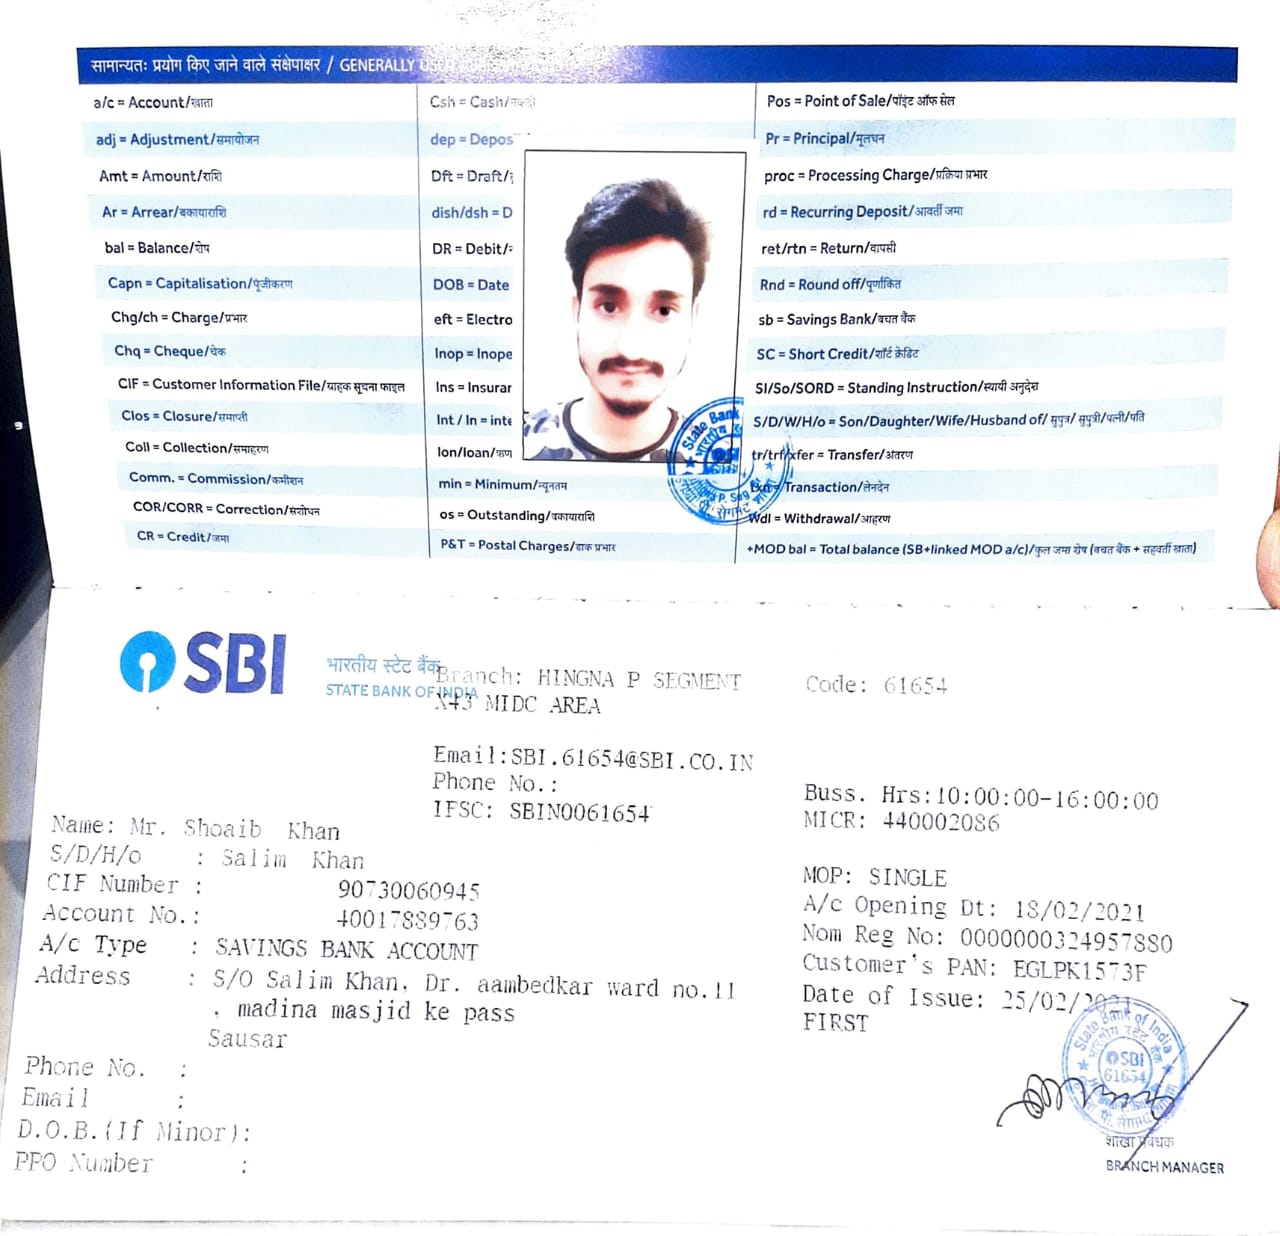 सामान्यतः प्रयोग किए जाने वाले संक्षेपाक्षर / GENERALLY
a/c = Account/खाता
adj = Adjustment/समायोजन
Amt = Amount/राशि
Ar = Arrear/बकायाराशि
bal = Balance/शेष
Capn = Capitalisation/पूंजीकरण
Chg/ch = Charge/प्रभार
Chq = Cheque/चेक
CIF = Customer Information File/ग्राहक सूचना फाइल
Clos = Closure/समाप्ती
Coll = Collection/समाहरण
Comm. = Commission/कमीशन
COR/CORR = Correction/संशोधन
CR = Credit/जमा
Csh = Cash/नकदी
dep = Depos
Dft = Draft/
dish/dsh = D
DR = Debit/
DOB = Date
eft = Electro
Inop = Inope
Ins = Insurar
Int / In = inte
lon/loan/ऋण
min = Minimum/न्यूनतम
os = Outstanding/बकायाराशि
P&T = Postal Charges/डाक प्रभार
Pos = Point of Sale/पॉइंट ऑफ सेल
Pr = Principal/मूलधन
proc = Processing Charge/प्रक्रिया प्रभार
rd = Recurring Deposit/आवर्ती जमा
ret/rtn = Return/वापसी
Rnd = Round off/पूर्णांकित
sb = Savings Bank/बचत बैंक
SC = Short Credit/शॉर्ट क्रेडिट
SI/So/SORD = Standing Instruction/स्थायी अनुदेश
S/D/W/H/o = Son/Daughter/Wife/Husband of/ सुपुत्र/ सुपुत्री/पत्नी/पति
tr/trf/xfer = Transfer/अंतरण
txn = Transaction/लेनदेन
Wdl = Withdrawal/आहरण
+MOD bal = Total balance (SB+linked MOD a/c)/कुल जमा शेष (बचत बैंक + सहवर्ती खाता)
State Bank
SBI
भारतीय स्टेट बैंक
STATE BANK OF INDIA
Branch: HINGNA P SEGMENT
X43 MIDC AREA
Code: 61654
Email:SBI.61654@SBI.CO.IN
Phone No.:
IFSC: SBIN0061654
Buss. Hrs:10:00:00-16:00:00
MICR: 440002086
Name: Mr. Shoaib Khan
S/D/H/o : Salim Khan
CIF Number : 90730060945
Account No.: 40017889763
A/c Type : SAVINGS BANK ACCOUNT
Address : S/O Salim Khan, Dr. aambedkar ward no.11
, madina masjid ke pass
Sausar
Phone No. :
Email :
D.O.B.(If Minor):
PPO Number :
MOP: SINGLE
A/c Opening Dt: 18/02/2021
Nom Reg No: 0000000324957880
Customer's PAN: EGLPK1573F
Date of Issue: 25/02/2021
FIRST
State Bank of India
भारतीय स्टेट बैंक
SBI
61654
शाखा प्रबंधक
BRANCH MANAGER